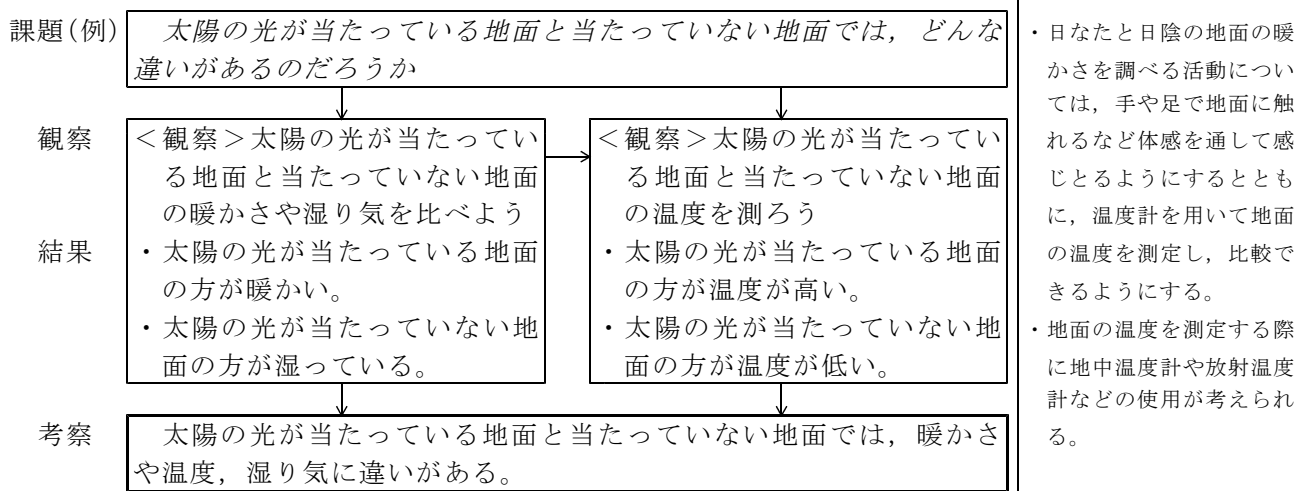 課題(例)
太陽の光が当たっている地面と当たっていない地面では，どんな
違いがあるのだろうか
観察
＜観察＞太陽の光が当たってい
る地面と当たっていない地面
の暖かさや湿り気を比べよう
結果
・太陽の光が当たっている地面
の方が暖かい。
・太陽の光が当たっていない地
面の方が湿っている。
＜観察＞太陽の光が当たってい
る地面と当たっていない地面
の温度を測ろう
・太陽の光が当たっている地面
の方が温度が高い。
・太陽の光が当たっていない地
面の方が温度が低い。
考察
太陽の光が当たっている地面と当たっていない地面では，暖かさ
や温度，湿り気に違いがある。
・日なたと日陰の地面の暖
かさを調べる活動につい
ては，手や足で地面に触
れるなど体感を通して感
じとるようにするととも
に，温度計を用いて地面
の温度を測定し，比較で
きるようにする。
・地面の温度を測定する際
に地中温度計や放射温度
計などの使用が考えられ
る。